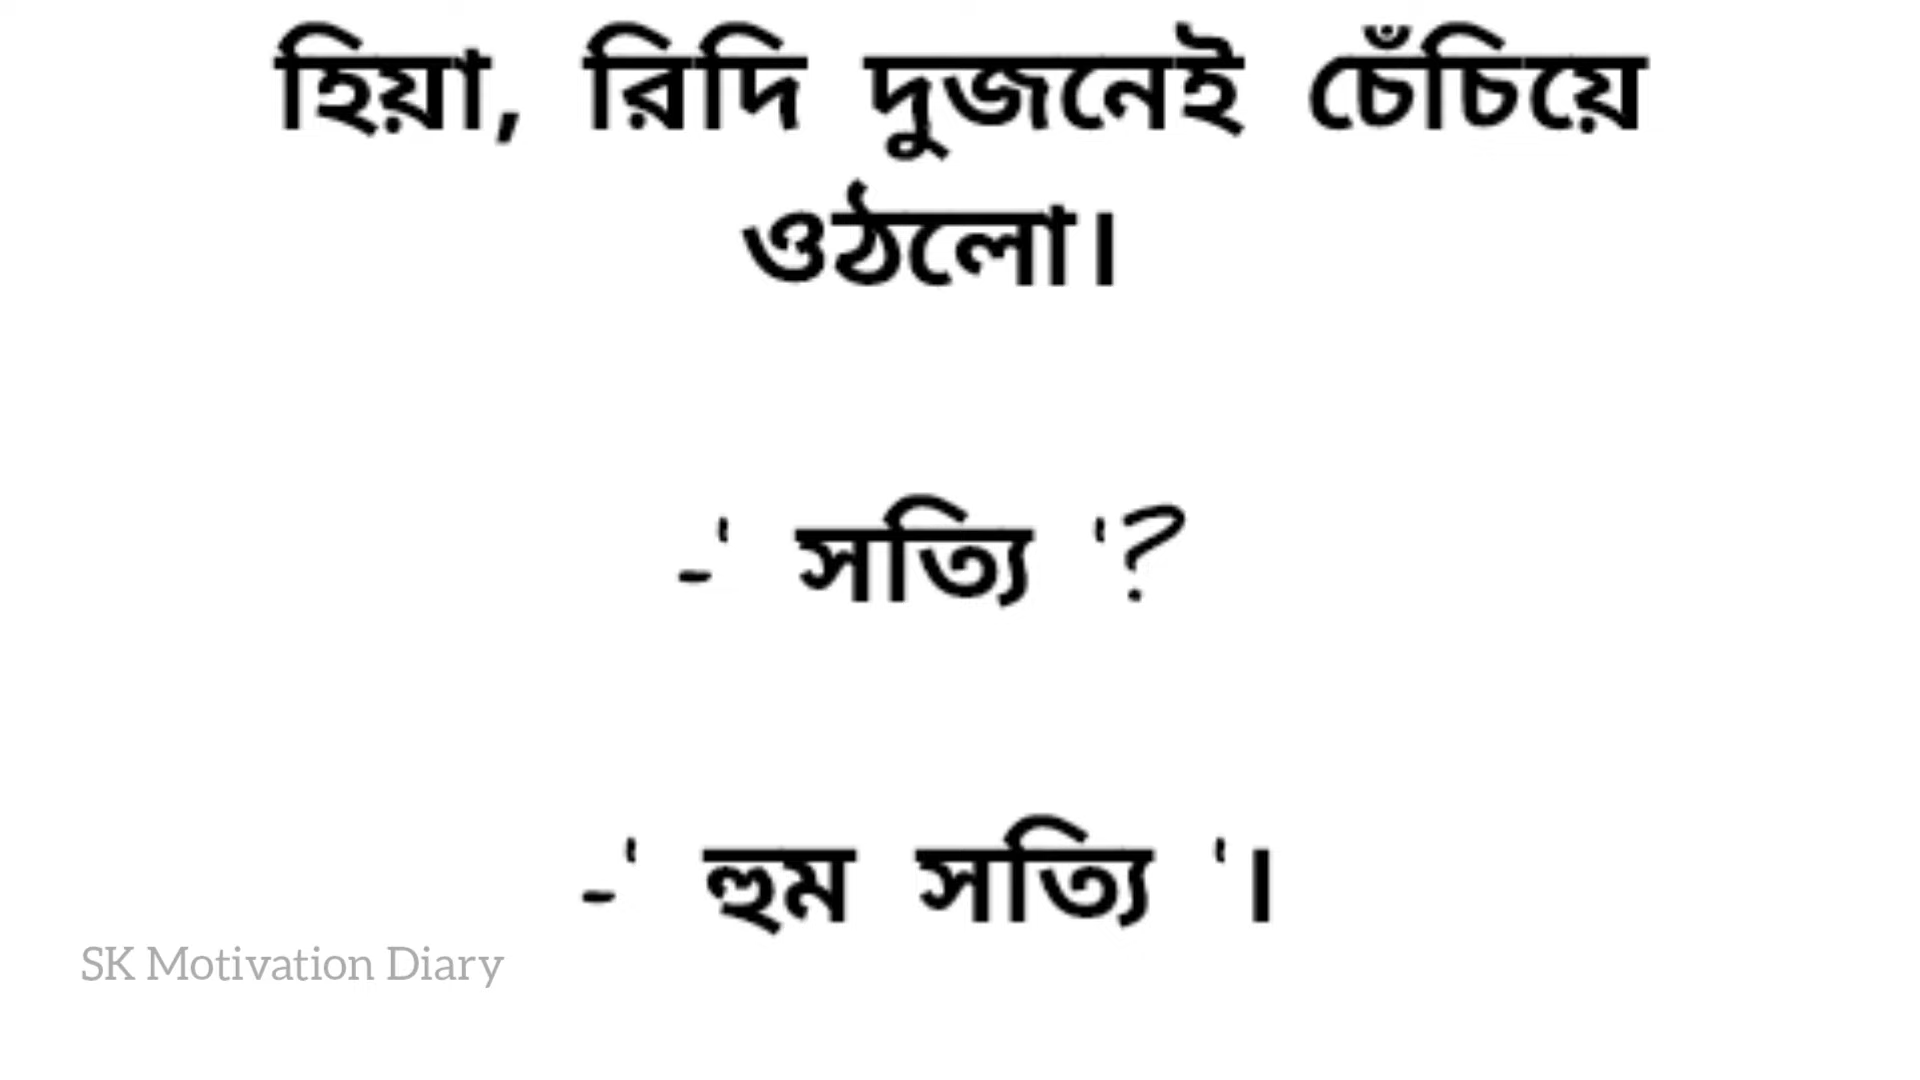 হিয়া, রিদি দুজনেই চেঁচিয়ে
ওঠলো।
-' সত্যি '?
-' হুম সত্যি '।
SK Motivation Diary